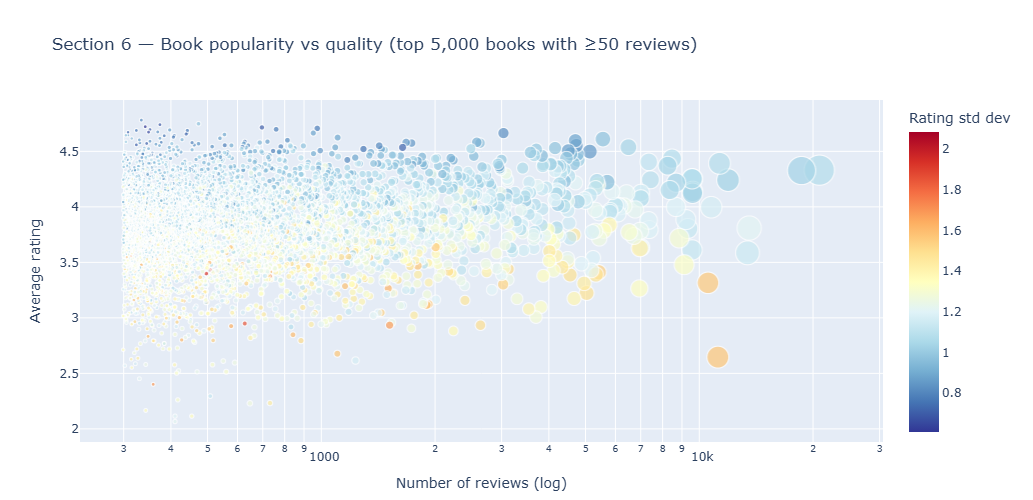 Section 6 — Book popularity vs quality (top 5,000 books with ≥50 reviews)
Rating std dev
2
1.8
1.6
1.4
1.2
1
0.8
Average rating
4.5
4
3.5
3
2.5
2
3 4 5 6 7 8 9 1000 2 3 4 5 6 7 8 9 10k 2 3
Number of reviews (log)